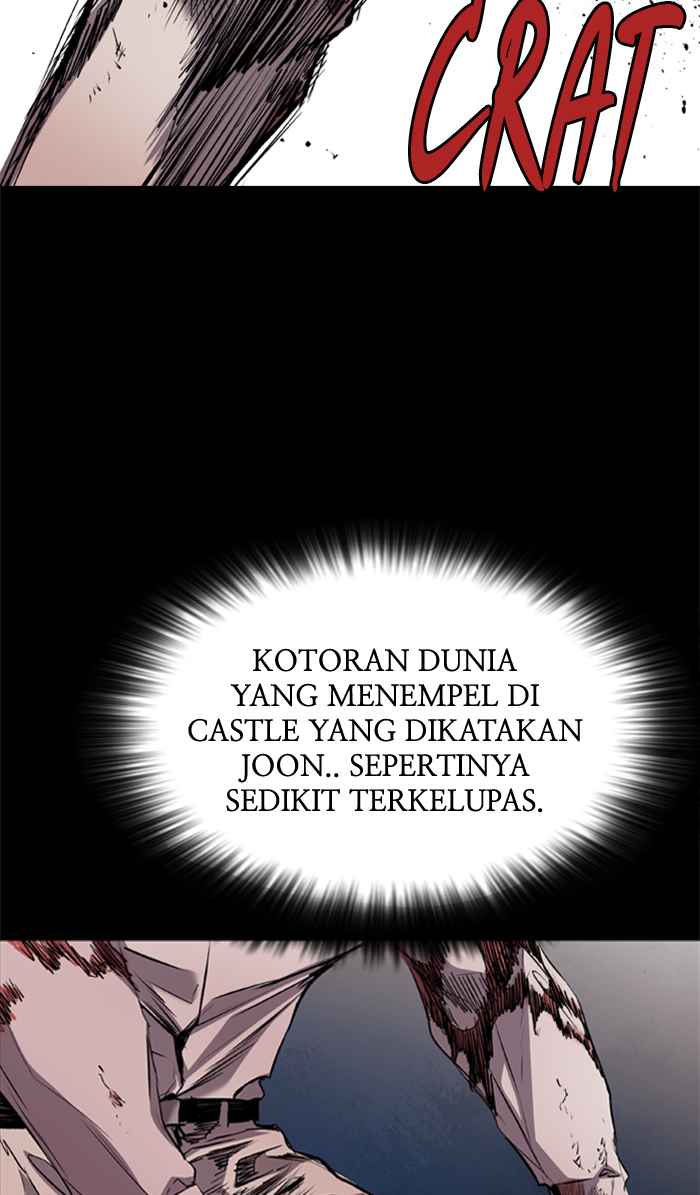 CRAT
KOTORAN DUNIA
YANG MENEMPEL DI
CASTLE YANG DIKATAKAN
JOON.. SEPERTINYA
SEDIKIT TERKELUPAS.